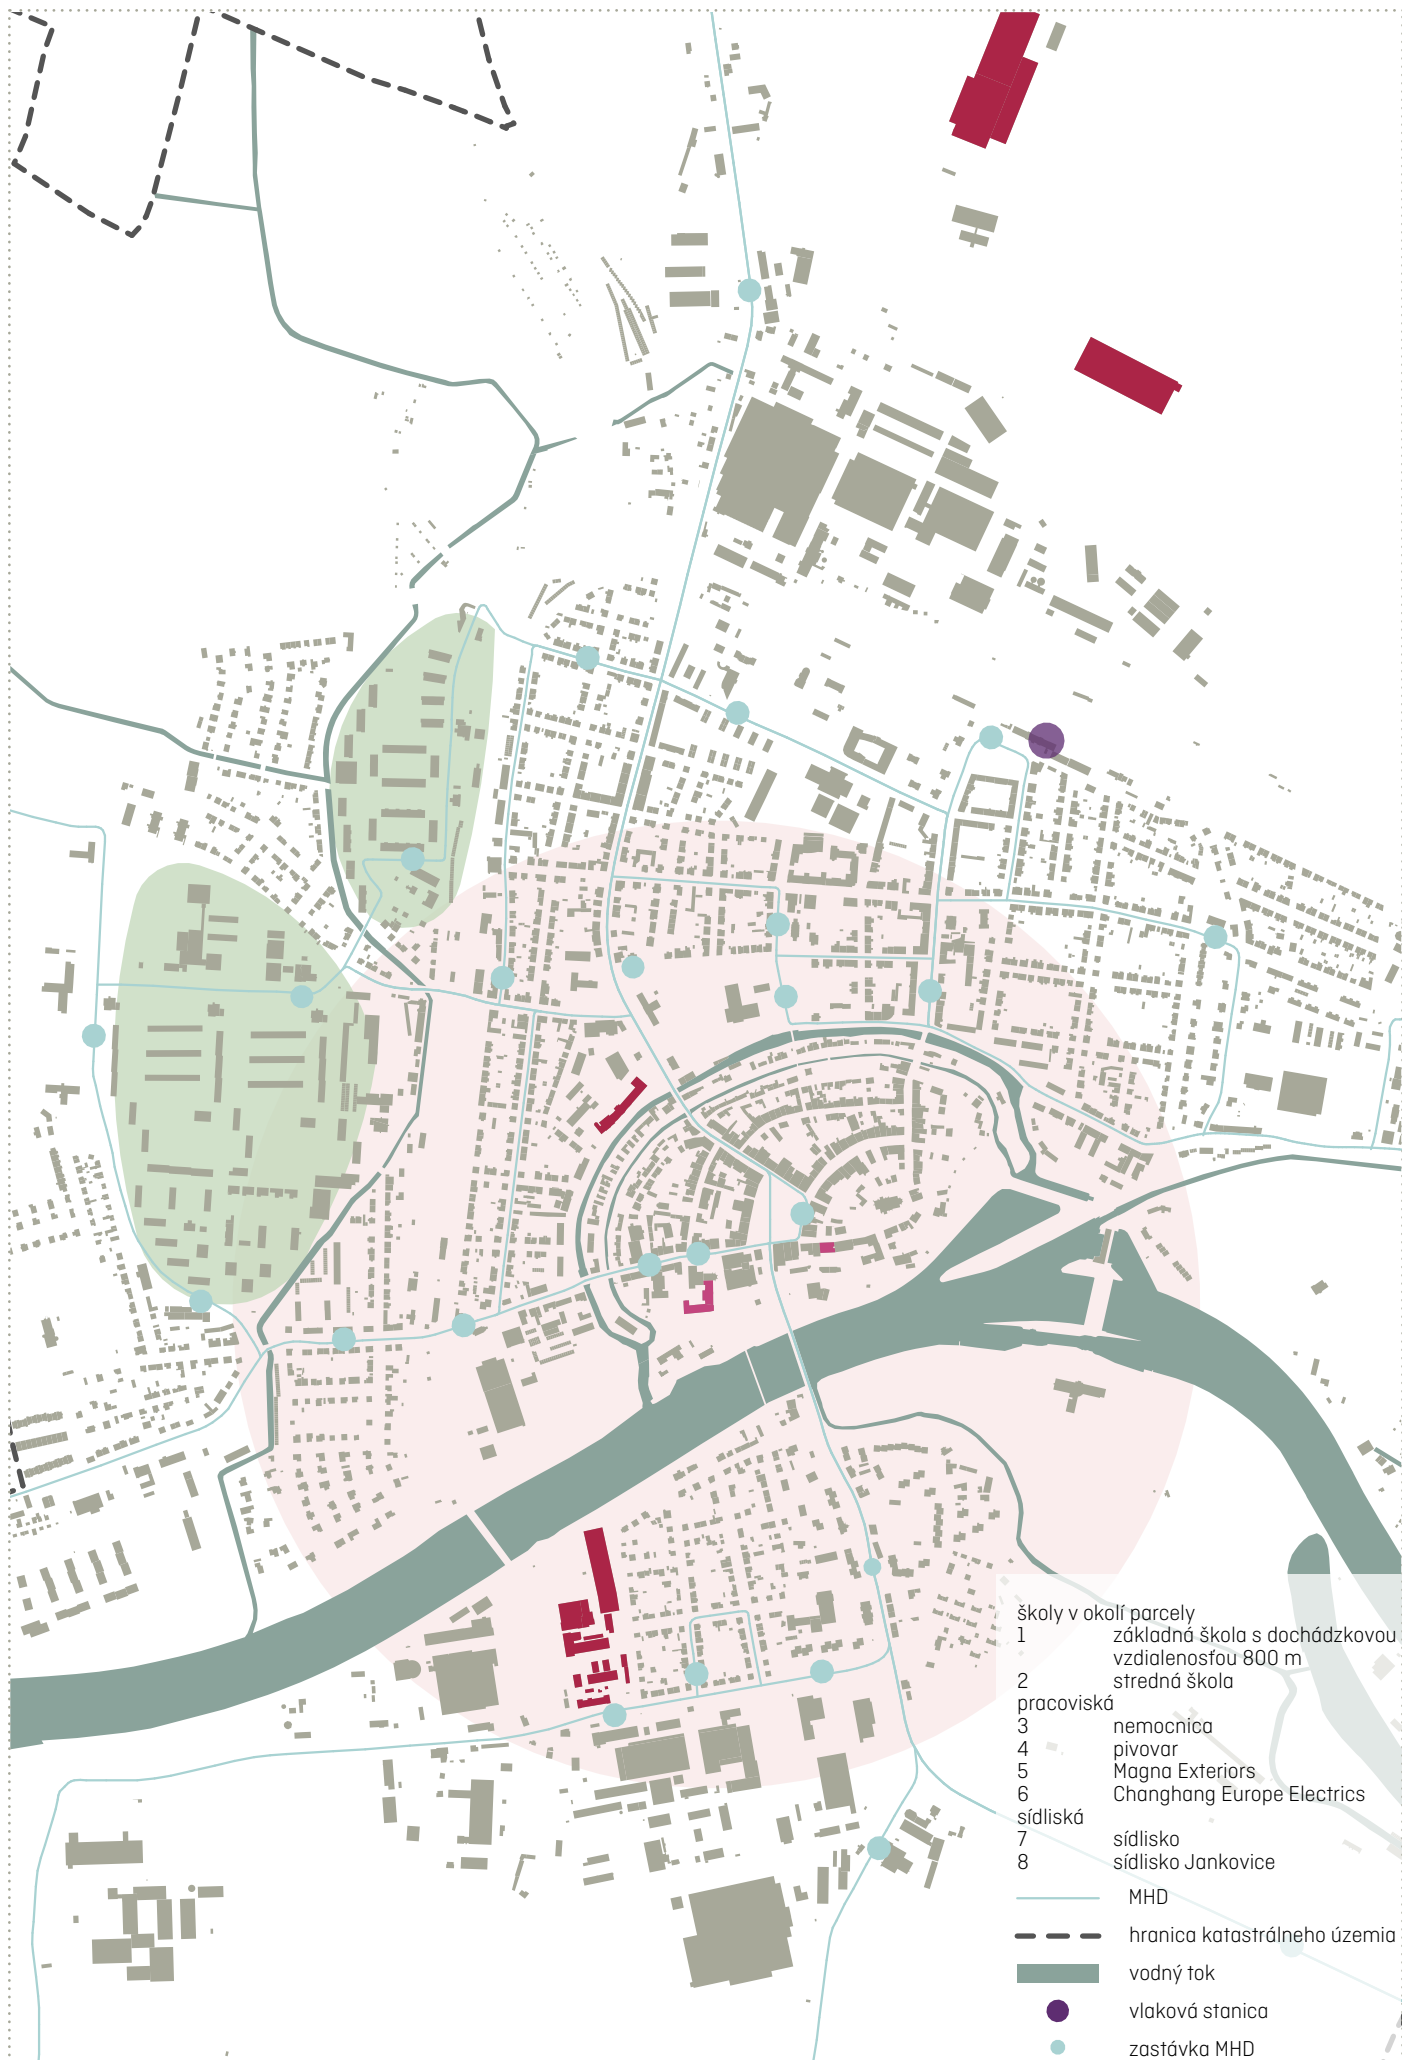 školy v okolí parcely
1 základná škola s dochádzkovou
vzdialenosťou 800 m
2 stredná škola
pracoviská
3 nemocnica
4 pivovar
5 Magna Exteriors
6 Changhang Europe Electrics
sídliská
7 sídlisko
8 sídlisko Jankovice
MHD
hranica katastrálneho územia
vodný tok
vlaková stanica
zastávka MHD